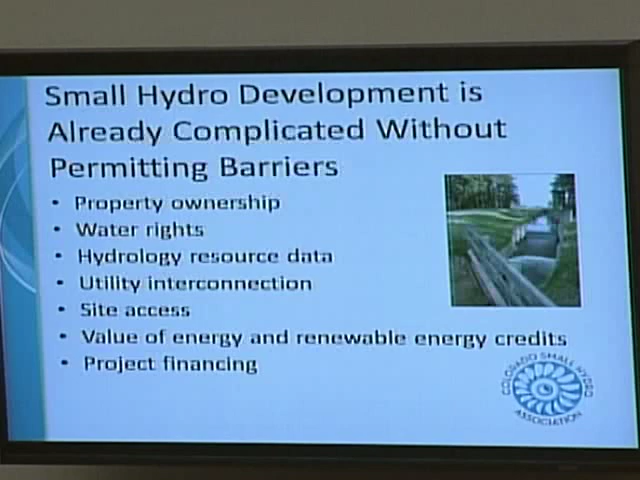 Small Hydro Development is
Already Complicated Without
Permitting Barriers
• Property ownership
• Water rights
• Hydrology resource data
• Utility interconnection
• Site access
• Value of energy and renewable energy credits
• Project financing
COLORADO SMALL HYDRO
ASSOCIATION